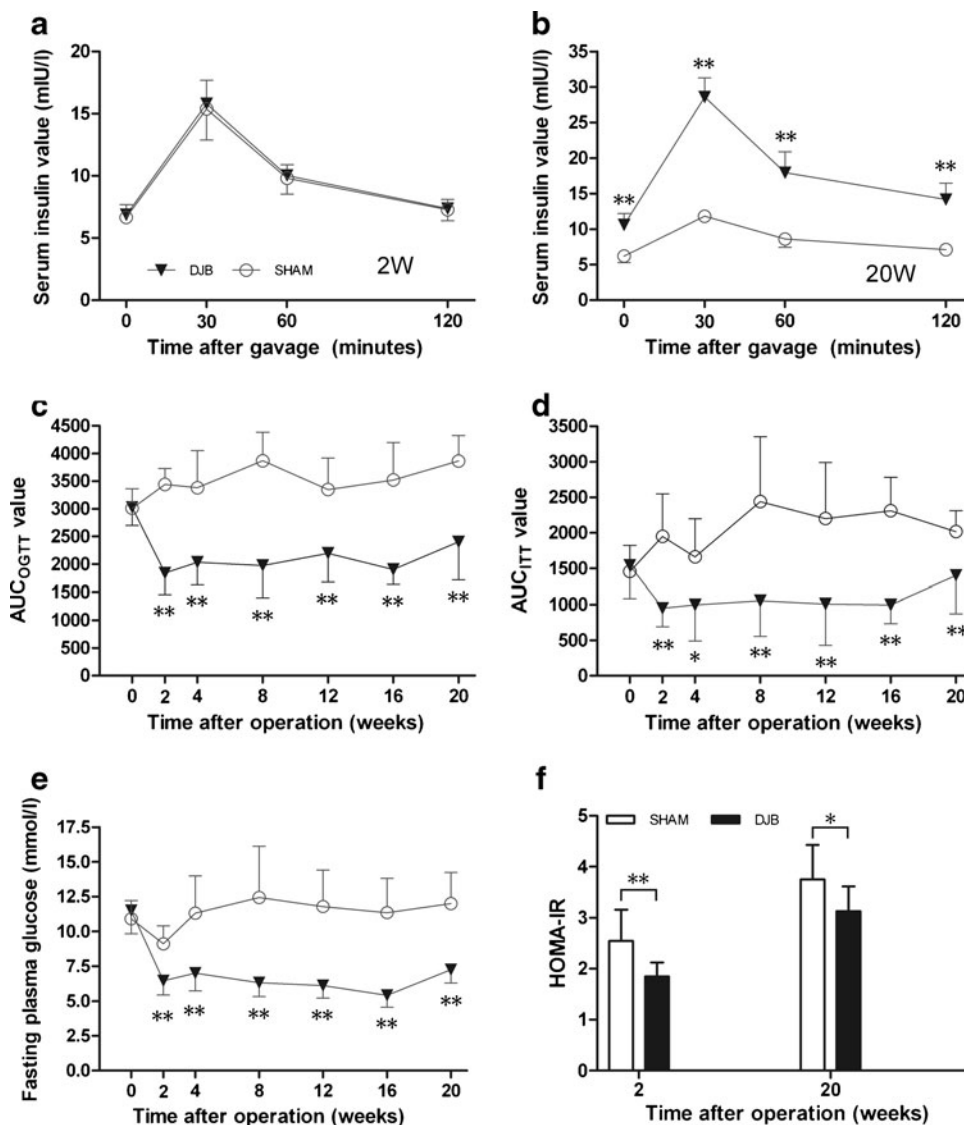 a
Serum insulin value (mIU/l)
20
15
10
5
0
DJB SHAM 2W
0 30 60 120
Time after gavage (minutes)
b
Serum insulin value (mIU/l)
35
30
25
20
15
10
5
0
**
**
**
**
20W
0 30 60 120
Time after gavage (minutes)
c
AUCOGTT value
4500
4000
3500
3000
2500
2000
1500
1000
500
0
** ** ** ** ** **
0 2 4 8 12 16 20
Time after operation (weeks)
d
AUCITT value
3500
3000
2500
2000
1500
1000
500
0
** * ** ** ** **
0 2 4 8 12 16 20
Time after operation (weeks)
e
Fasting plasma glucose (mmol/l)
17.5
15.0
12.5
10.0
7.5
5.0
2.5
0.0
** ** ** ** ** **
0 2 4 8 12 16 20
Time after operation (weeks)
f
HOMA-IR
5
4
3
2
1
0
SHAM DJB
**
*
2 20
Time after operation (weeks)